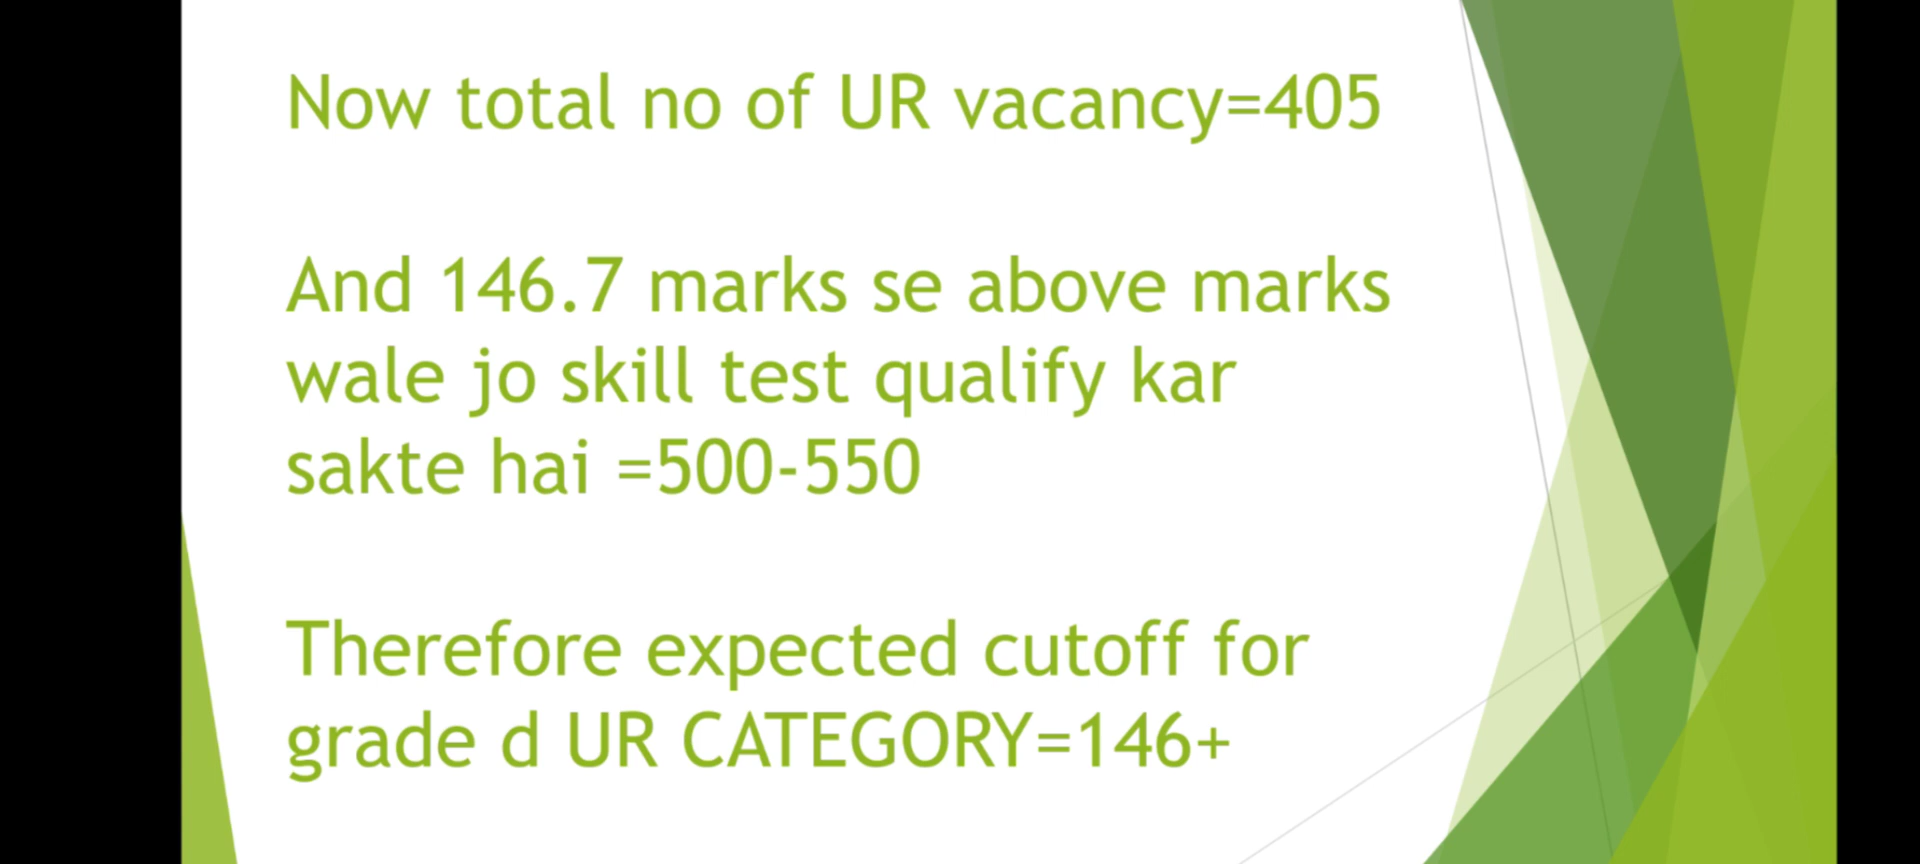 Now total no of UR vacancy=405
And 146.7 marks se above marks
wale jo skill test qualify kar
sakte hai =500-550
Therefore expected cutoff for
grade d UR CATEGORY=146+